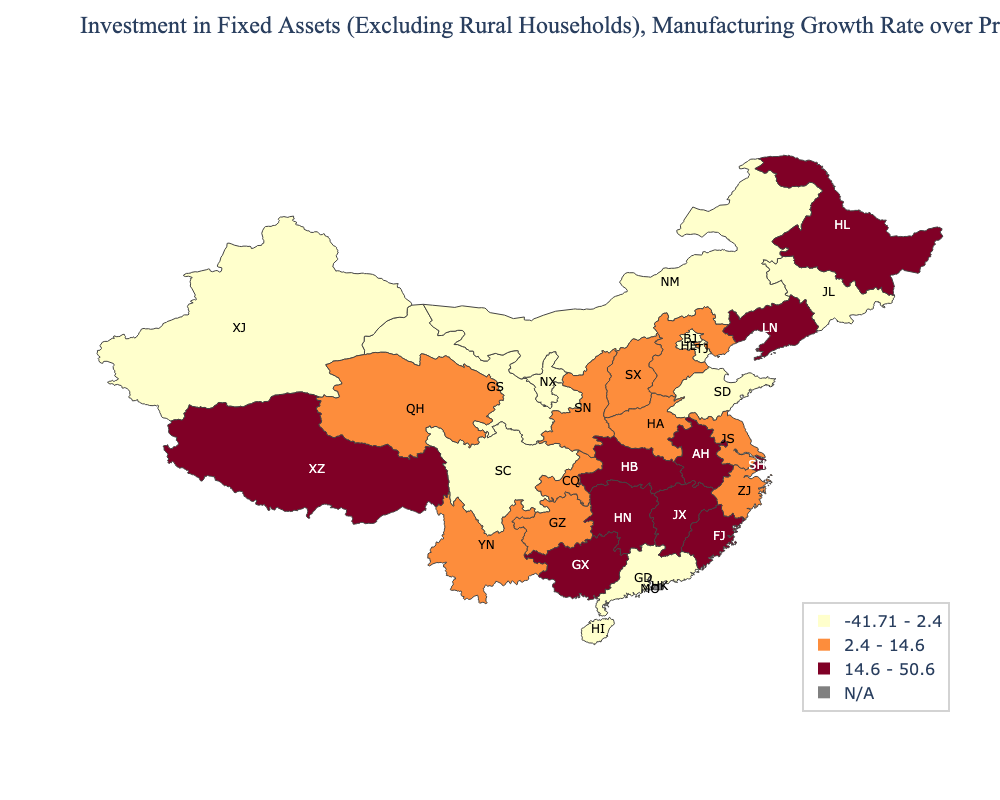 Investment in Fixed Assets (Excluding Rural Households), Manufacturing Growth Rate over Pr
HL
NM
JL
XJ
LN
BJ
HE
TJ
SX
NX
GS
SD
QH
SN
HA
JS
AH
SH
XZ
SC
HB
CQ
ZJ
HN
JX
GZ
FJ
YN
GX
GD
HK
MO
HI
-41.71 - 2.4
2.4 - 14.6
14.6 - 50.6
N/A